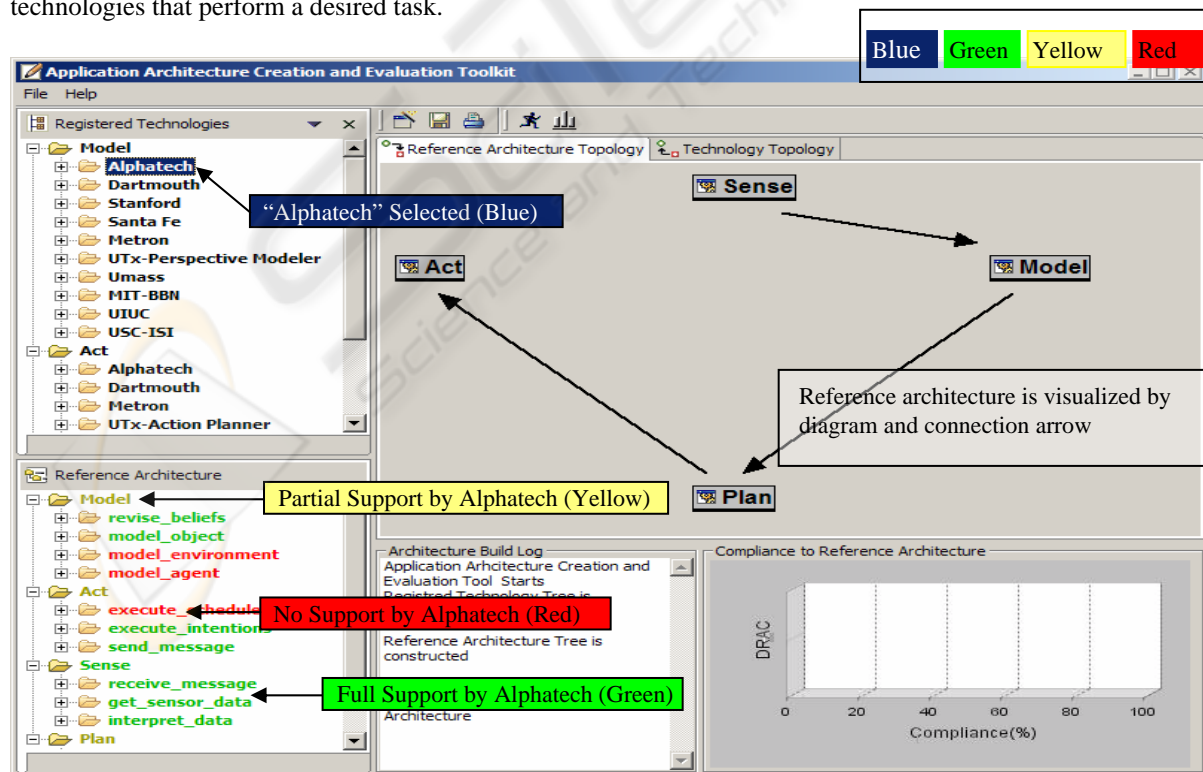 technologies that perform a desired task.
Blue Green Yellow Red
Application Architecture Creation and Evaluation Toolkit
File Help
Registered Technologies
Model
Alphatech
Dartmouth
Stanford
Santa Fe
Metron
UTx-Perspective Modeler
Umass
MIT-BBN
UIUC
USC-ISI
Act
Alphatech
Dartmouth
Metron
UTx-Action Planner
“Alphatech” Selected (Blue)
Reference Architecture Topology
Technology Topology
Sense
Act
Model
Plan
Reference architecture is visualized by
diagram and connection arrow
Reference Architecture
Model
revise_beliefs
model_object
model_environment
model_agent
Act
execute_schedule
execute_intentions
send_message
Sense
receive_message
get_sensor_data
interpret_data
Plan
Partial Support by Alphatech (Yellow)
No Support by Alphatech (Red)
Full Support by Alphatech (Green)
Architecture Build Log
Application Arhcitecture Creation and
Evaluation Tool Starts
Registred Technology Tree is
Reference Architecture Tree is
constructed
Architecture
Compliance to Reference Architecture
DRAC
0 20 40 60 80 100
Compliance(%)
Science and